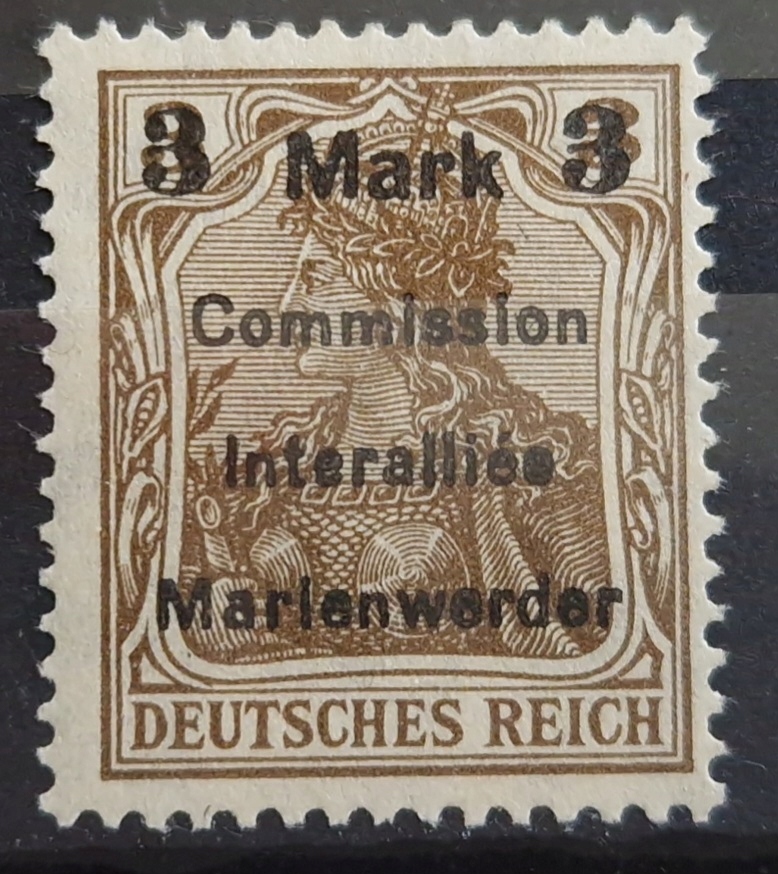 3 Mark 3
Commission
Interalliée
Marienwerder
DEUTSCHES REICH